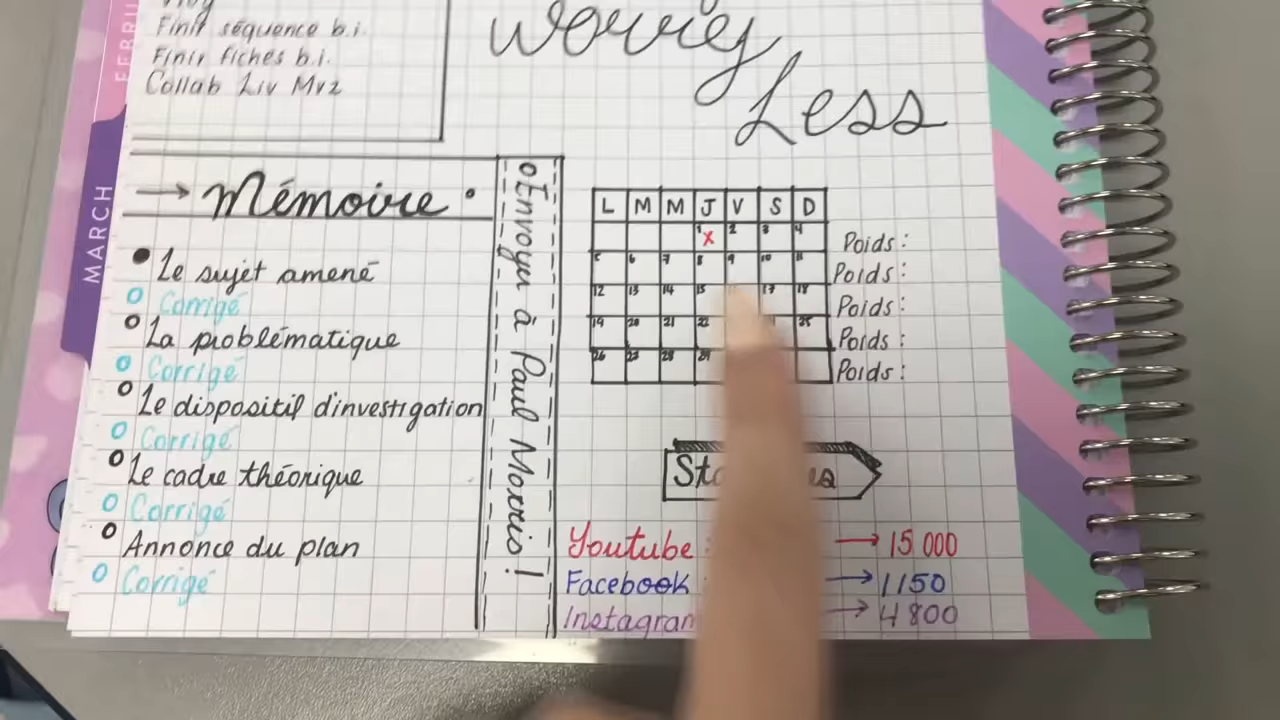 Finir séquence b.i.
Finir fiches b.i.
Collab Liv Mvz
Worry
Less
FEBRU
MARCH
→ Mémoire
Le sujet amené
Corrigé
La problématique
Corrigé
Le dispositif d'investigation
Corrigé
Le cadre théorique
Corrigé
Annonce du plan
Corrigé
Envoyer à Paul Morris!
L M M J V S D
1 x 2 3 4 Poids:
5 6 7 8 9 10 11 Poids:
12 13 14 15 17 18 Poids:
19 20 21 22 25 Poids:
26 28 29 Poids:
Youtube: → 15 000
Facebook → 1150
Instagram → 4800